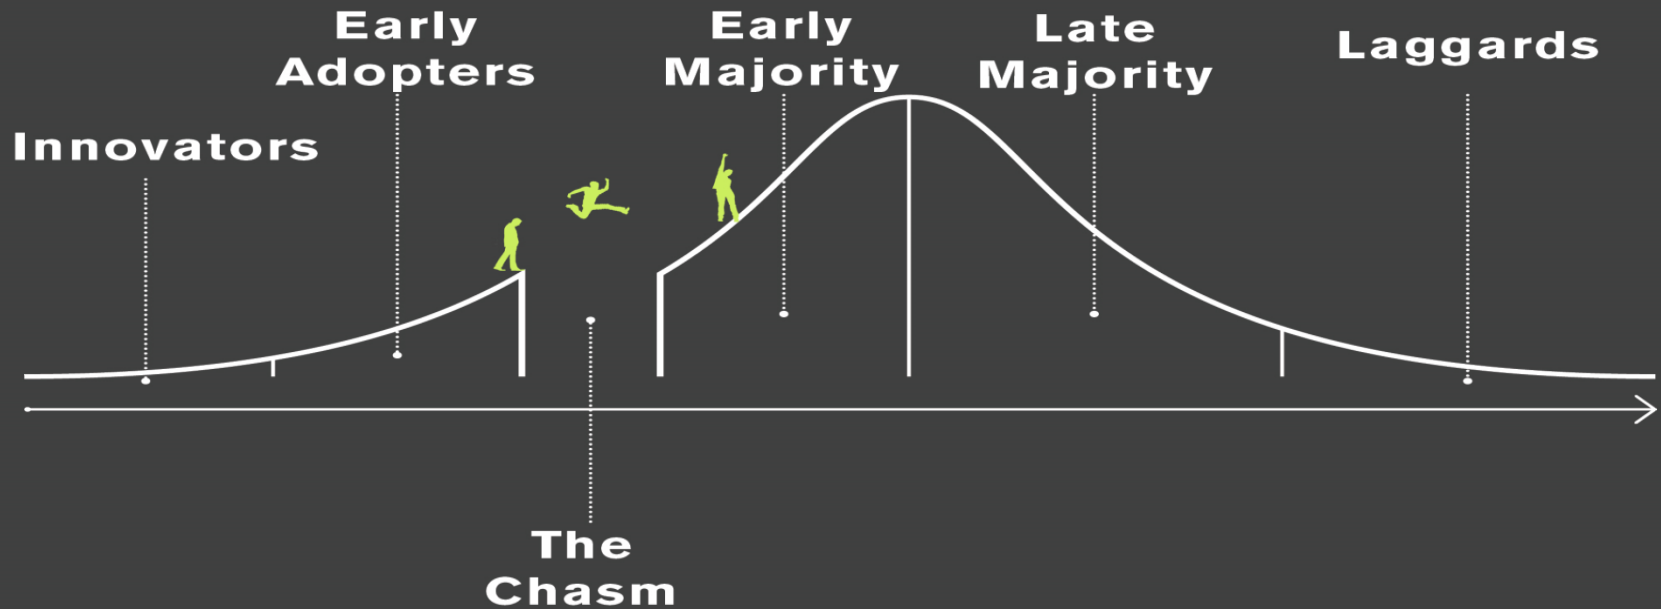 Innovators
Early
Adopters
Early
Majority
Late
Majority
Laggards
The
Chasm